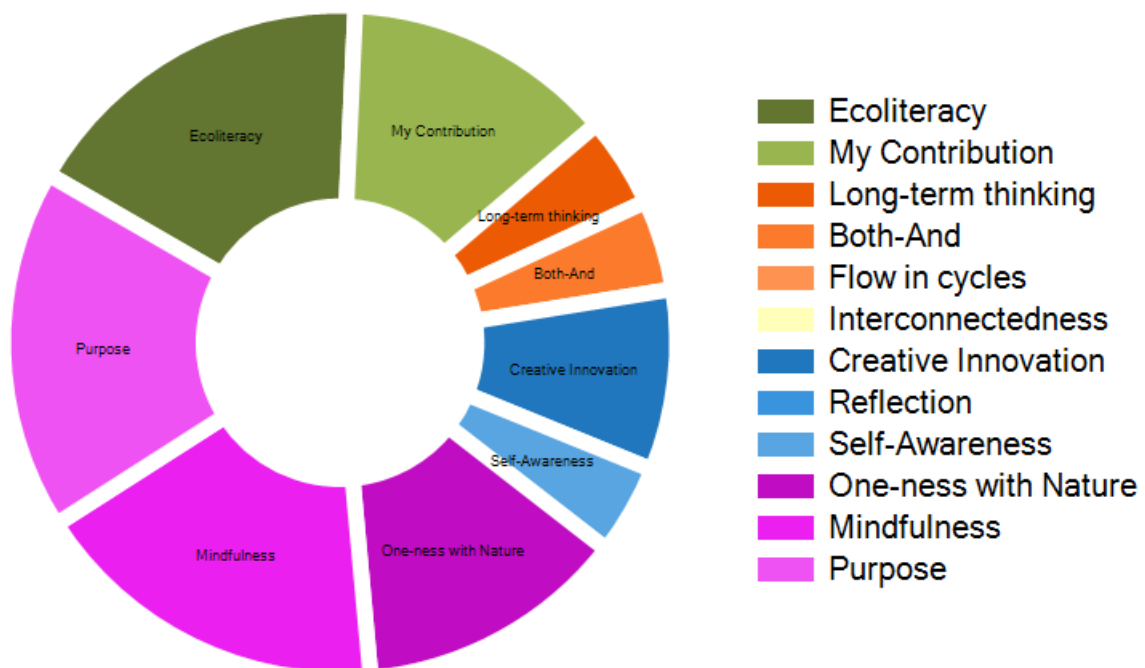 Ecoliteracy
My Contribution
Long-term thinking
Both-And
Creative Innovation
Self-Awareness
One-ness with Nature
Mindfulness
Purpose
Ecoliteracy
My Contribution
Long-term thinking
Both-And
Flow in cycles
Interconnectedness
Creative Innovation
Reflection
Self-Awareness
One-ness with Nature
Mindfulness
Purpose